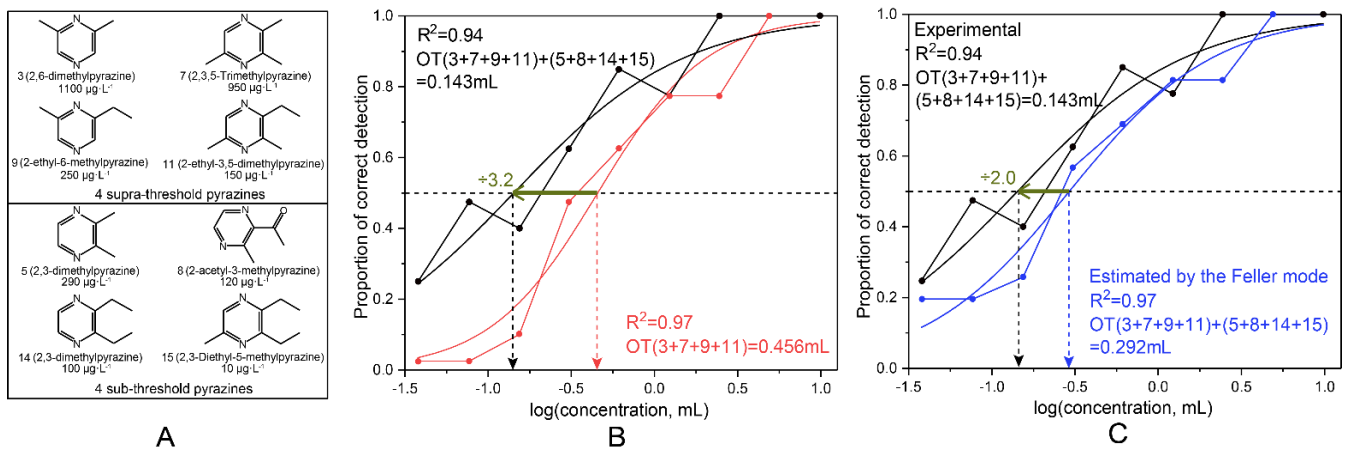 N
N
3 (2,6-dimethylpyrazine)
1100 μg·L⁻¹
N
N
7 (2,3,5-Trimethylpyrazine)
950 μg·L⁻¹
N
N
9 (2-ethyl-6-methylpyrazine)
250 μg·L⁻¹
N
N
11 (2-ethyl-3,5-dimethylpyrazine)
150 μg·L⁻¹
4 supra-threshold pyrazines
N
N
5 (2,3-dimethylpyrazine)
290 μg·L⁻¹
N
N
O
8 (2-acetyl-3-methylpyrazine)
120 μg·L⁻¹
N
N
14 (2,3-dimethylpyrazine)
100 μg·L⁻¹
N
N
15 (2,3-Diethyl-5-methylpyrazine)
10 μg·L⁻¹
4 sub-threshold pyrazines
A
Proportion of correct detection
1.0
0.8
0.6
0.4
0.2
0.0
R²=0.94
OT(3+7+9+11)+(5+8+14+15)
=0.143mL
÷3.2
R²=0.97
OT(3+7+9+11)=0.456mL
-1.5
-1.0
-0.5
0.0
0.5
1.0
log(concentration, mL)
B
Proportion of correct detection
1.0
0.8
0.6
0.4
0.2
0.0
Experimental
R²=0.94
OT(3+7+9+11)+
(5+8+14+15)=0.143mL
÷2.0
Estimated by the Feller mode
R²=0.97
OT(3+7+9+11)+(5+8+14+15)
=0.292mL
-1.5
-1.0
-0.5
0.0
0.5
1.0
log(concentration, mL)
C